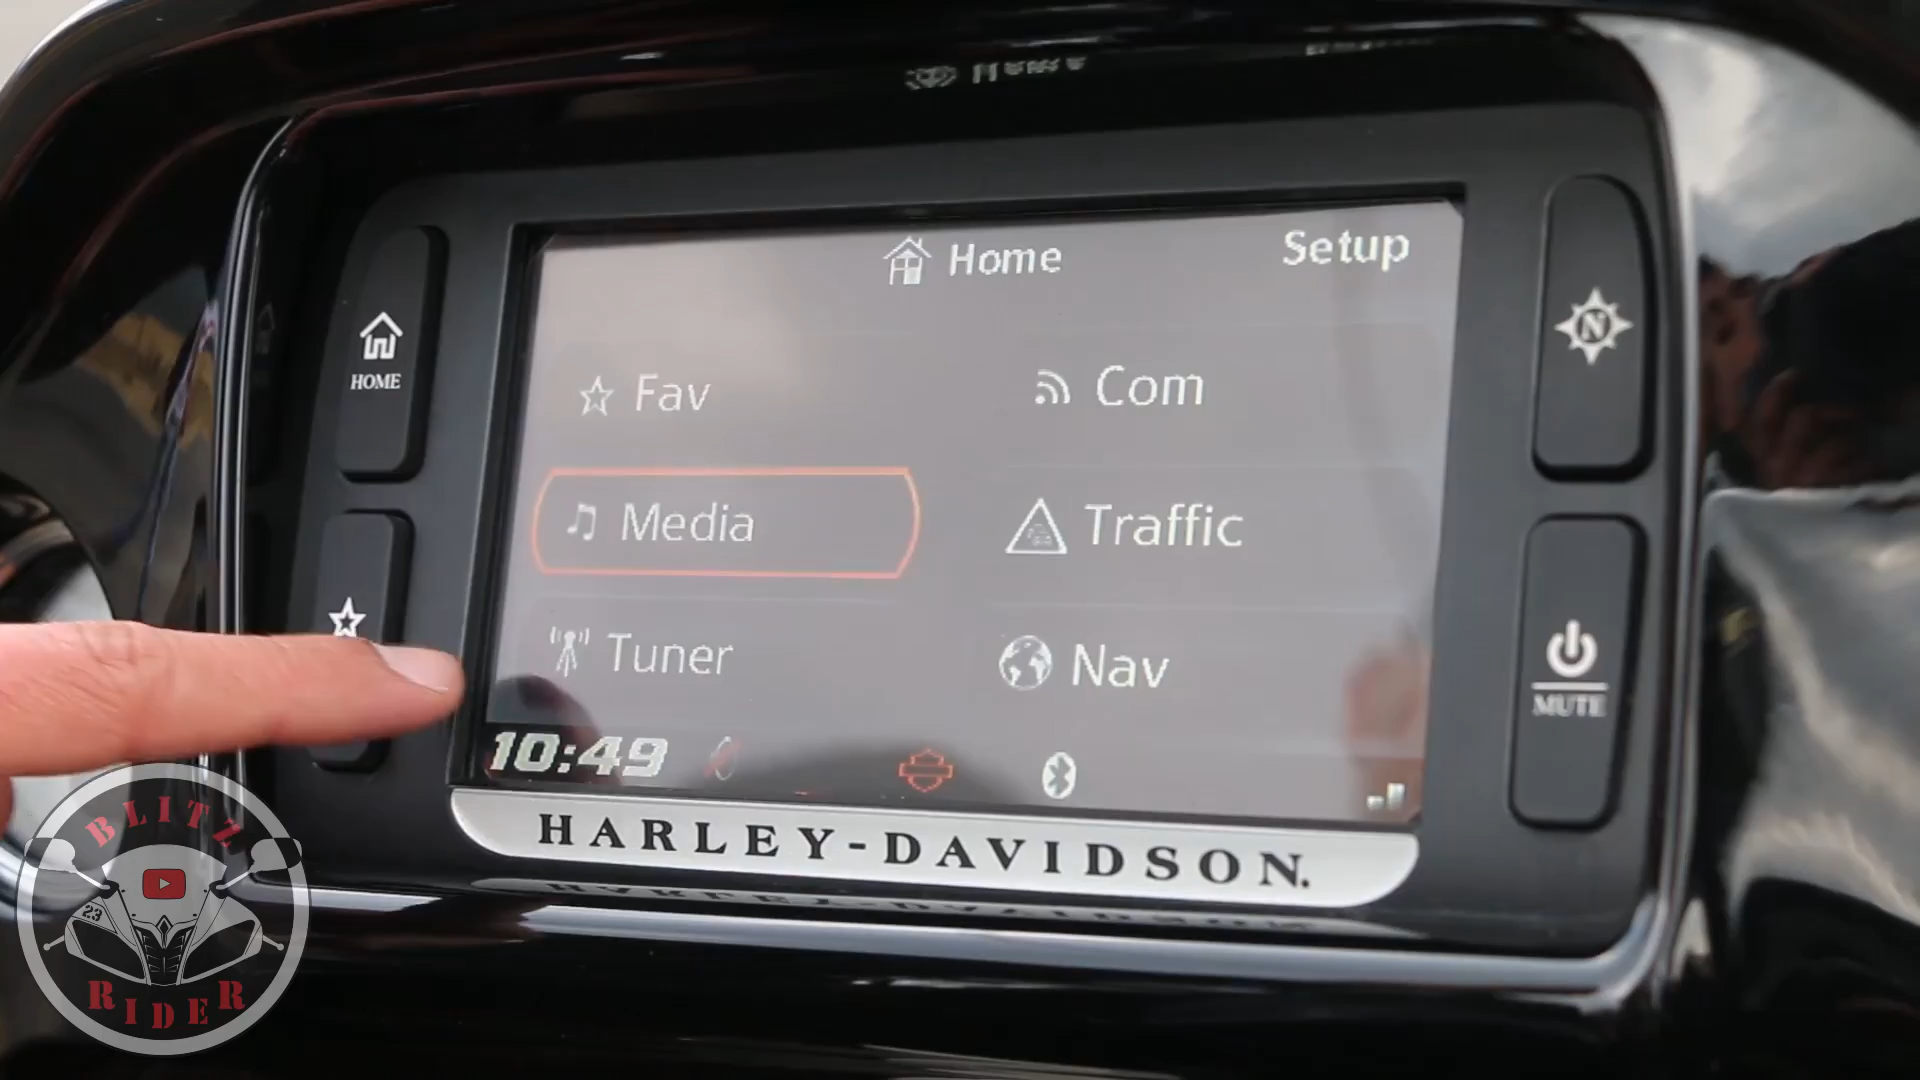 Home
Setup
HOME
N
Fav
Com
Media
Traffic
Tuner
Nav
MUTE
10:49
HARLEY-DAVIDSON.
BLITZ
23
RIDER